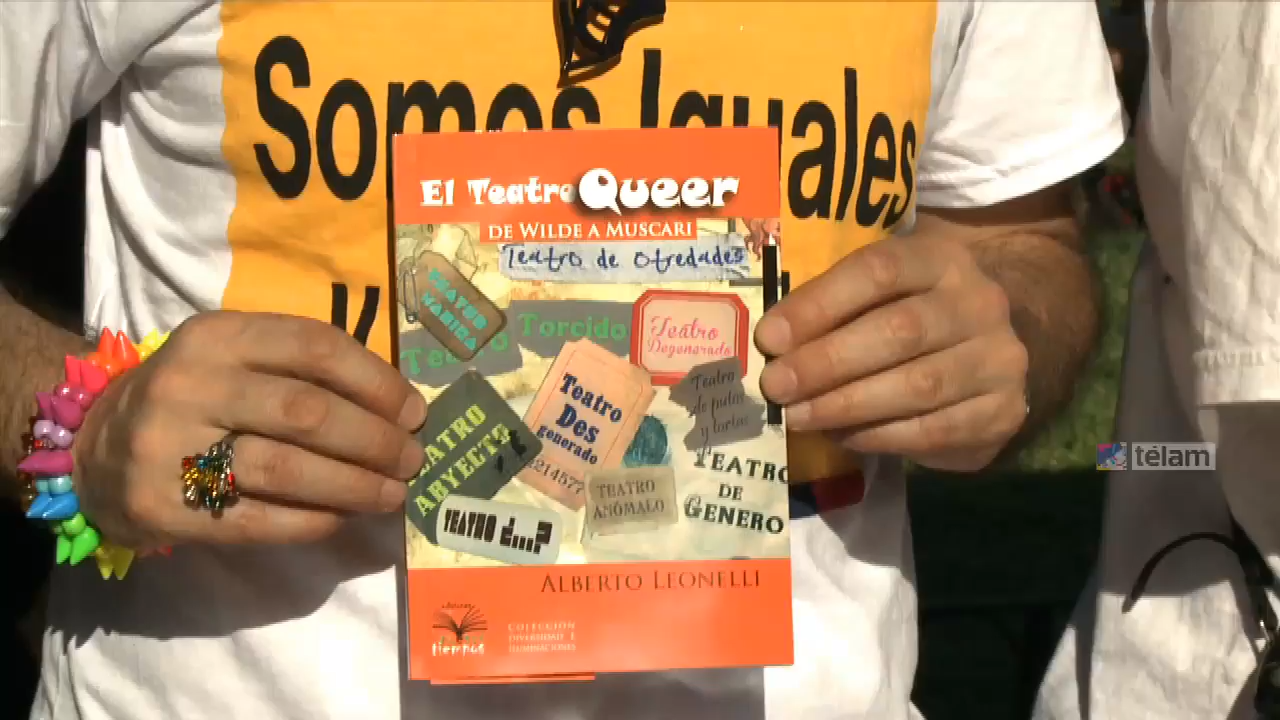 Somos Iguales
El Teatro Queer
DE WILDE A MUSCARI
Teatro de Otredades
Teatro Torcido
Teatro
Degenerado
Teatro
de putas
y tortas
Teatro
Des
generado
TEATRO
ABYECTO
TEATRO
ANÓMALO
TEATRO
DE
GENERO
TEATRO ¿...?
ALBERTO LEONELLI
tiempos
COLECCIÓN
DIVERSIDAD E
ILUMINACIONES
télam